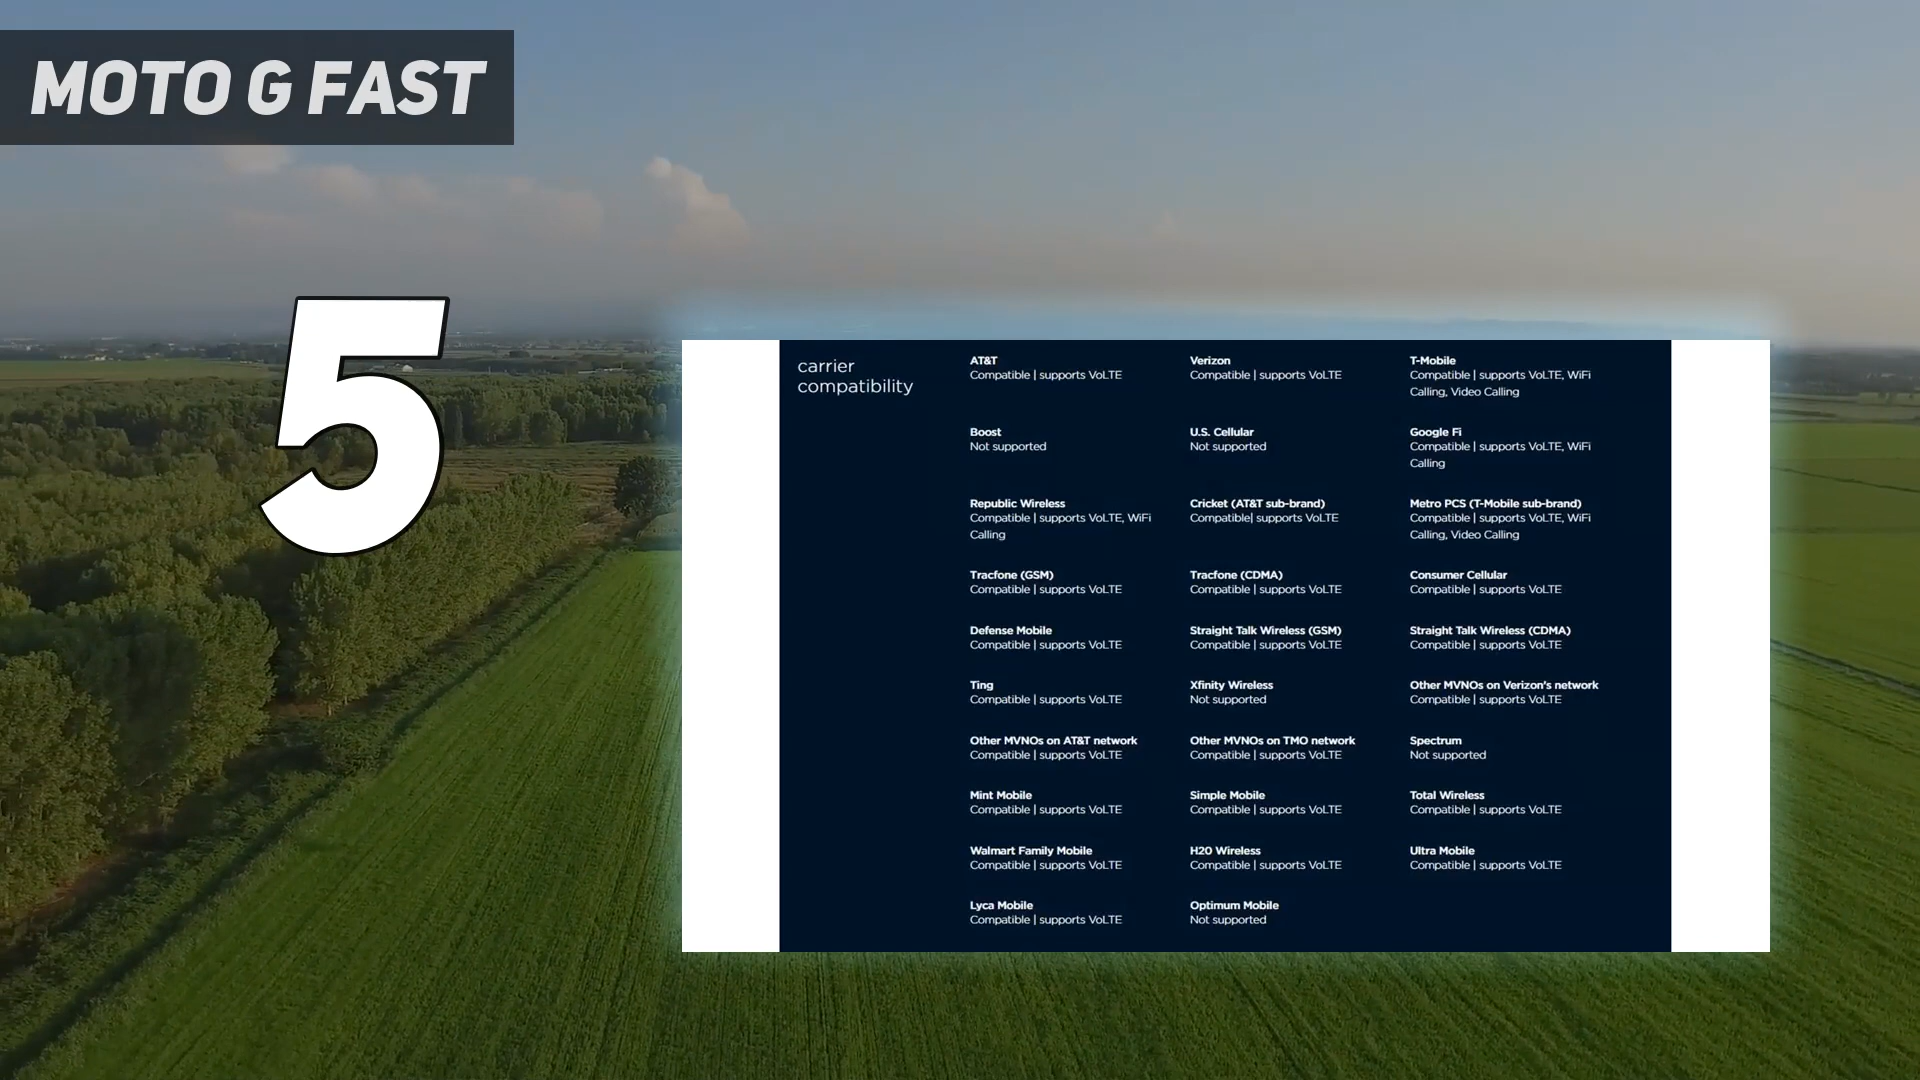 MOTO G FAST
5
carrier
compatibility
AT&T
Compatible | supports VoLTE
Verizon
Compatible | supports VoLTE
T-Mobile
Compatible | supports VoLTE, WiFi
Calling, Video Calling
Boost
Not supported
U.S. Cellular
Not supported
Google Fi
Compatible | supports VoLTE, WiFi
Calling
Republic Wireless
Compatible | supports VoLTE, WiFi
Calling
Cricket (AT&T sub-brand)
Compatible| supports VoLTE
Metro PCS (T-Mobile sub-brand)
Compatible | supports VoLTE, WiFi
Calling, Video Calling
Tracfone (GSM)
Compatible | supports VoLTE
Tracfone (CDMA)
Compatible | supports VoLTE
Consumer Cellular
Compatible | supports VoLTE
Defense Mobile
Compatible | supports VoLTE
Straight Talk Wireless (GSM)
Compatible | supports VoLTE
Straight Talk Wireless (CDMA)
Compatible | supports VoLTE
Ting
Compatible | supports VoLTE
Xfinity Wireless
Not supported
Other MVNOs on Verizon's network
Compatible | supports VoLTE
Other MVNOs on AT&T network
Compatible | supports VoLTE
Other MVNOs on TMO network
Compatible | supports VoLTE
Spectrum
Not supported
Mint Mobile
Compatible | supports VoLTE
Simple Mobile
Compatible | supports VoLTE
Total Wireless
Compatible | supports VoLTE
Walmart Family Mobile
Compatible | supports VoLTE
H20 Wireless
Compatible | supports VoLTE
Ultra Mobile
Compatible | supports VoLTE
Lyca Mobile
Compatible | supports VoLTE
Optimum Mobile
Not supported